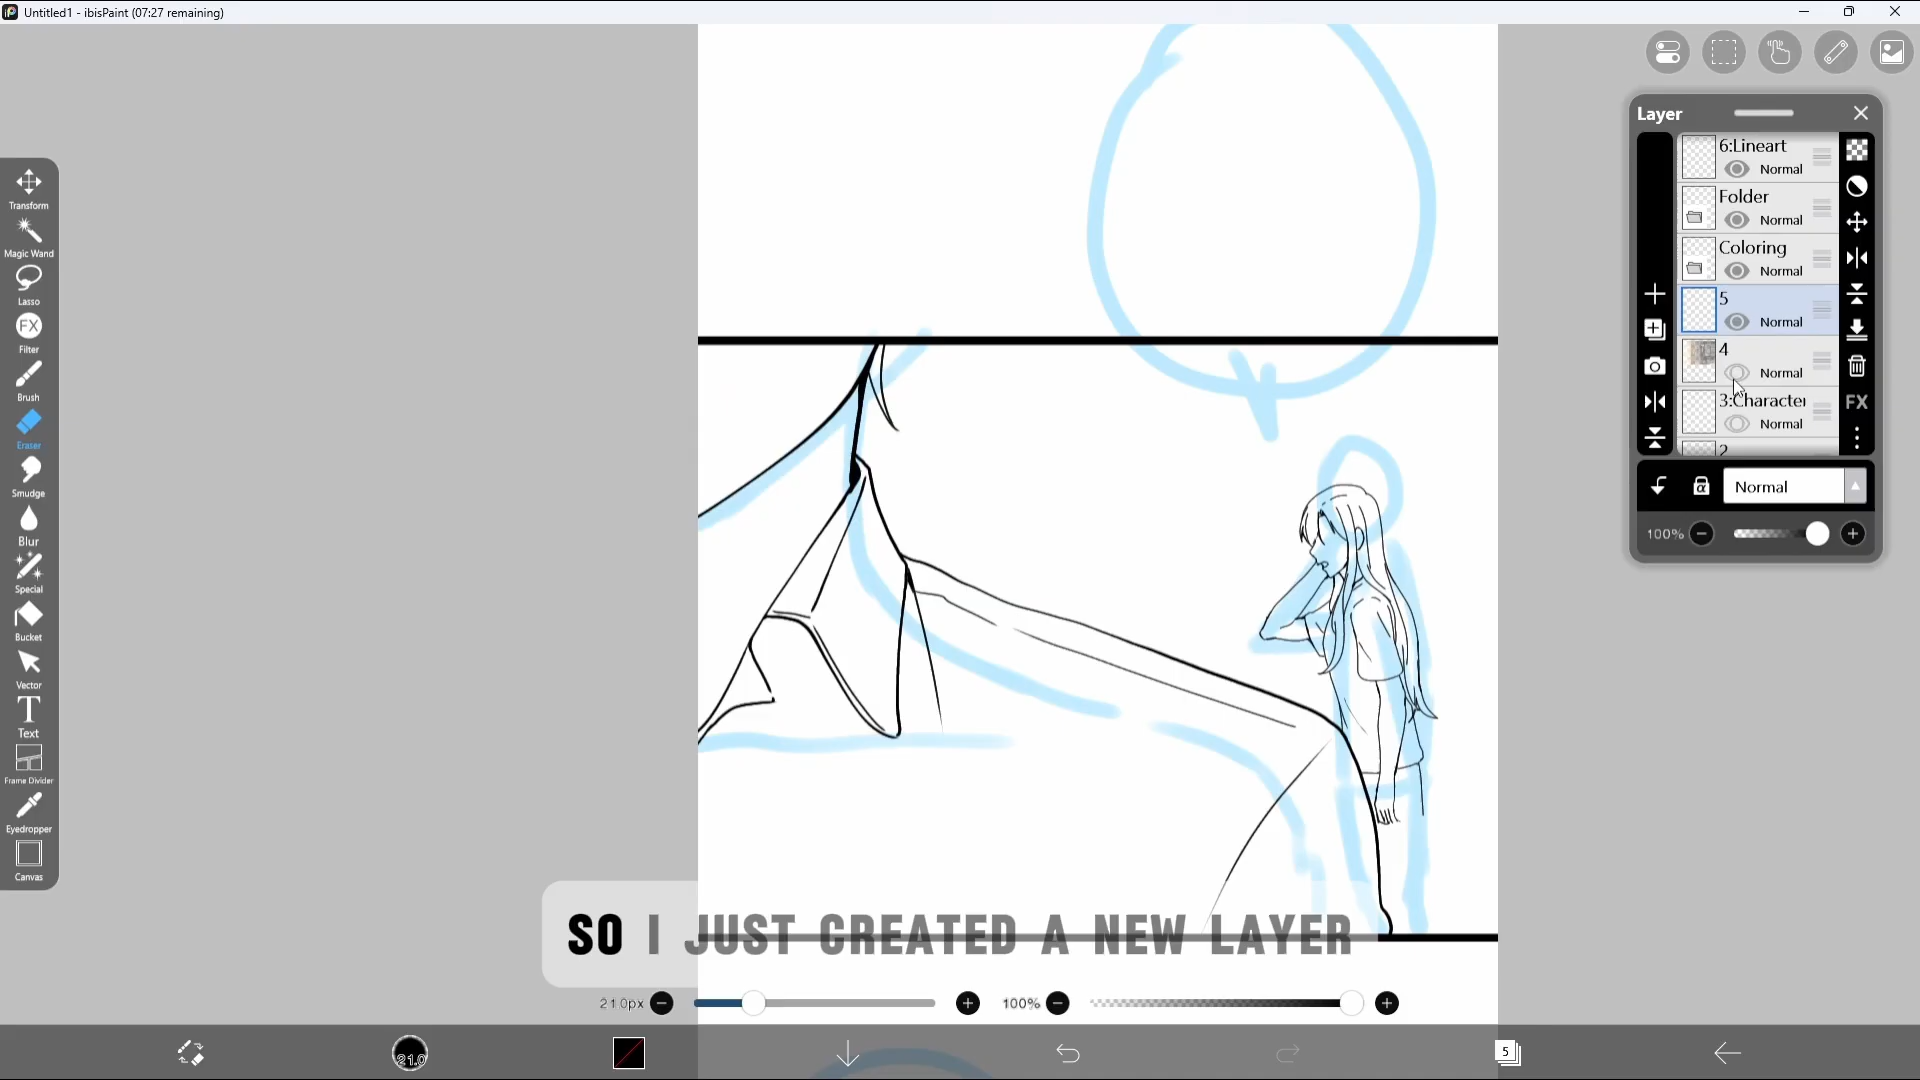 Untitled1 - ibisPaint (07:27 remaining)
Layer
6:Lineart
Normal
Folder
Normal
Coloring
Normal
5
Normal
4
Normal
3:Character
Normal
2
FX
Normal
100%
Transform
Magic Wand
Lasso
FX
Filter
Brush
Eraser
Smudge
Blur
Special
Bucket
Vector
T
Text
Frame Divider
Eyedropper
Canvas
SO I JUST CREATED A NEW LAYER
21.0px
100%
21.0
5